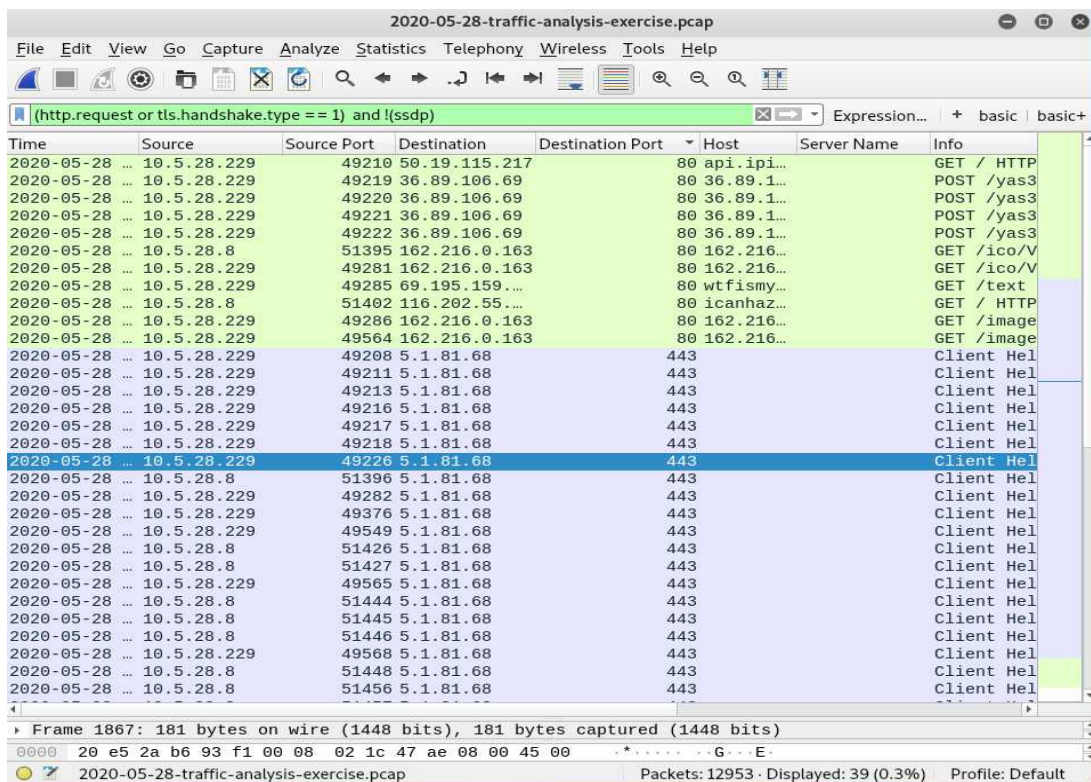 2020-05-28-traffic-analysis-exercise.pcap
File Edit View Go Capture Analyze Statistics Telephony Wireless Tools Help
(http.request or tls.handshake.type == 1) and !(ssdp) Expression... + basic basic+
Time Source Source Port Destination Destination Port Host Server Name Info
2020-05-28 … 10.5.28.229 49210 50.19.115.217 80 api.ipi… GET / HTTP
2020-05-28 … 10.5.28.229 49219 36.89.106.69 80 36.89.1… POST /yas3
2020-05-28 … 10.5.28.229 49220 36.89.106.69 80 36.89.1… POST /yas3
2020-05-28 … 10.5.28.229 49221 36.89.106.69 80 36.89.1… POST /yas3
2020-05-28 … 10.5.28.229 49222 36.89.106.69 80 36.89.1… POST /yas3
2020-05-28 … 10.5.28.8 51395 162.216.0.163 80 162.216… GET /ico/V
2020-05-28 … 10.5.28.229 49281 162.216.0.163 80 162.216… GET /ico/V
2020-05-28 … 10.5.28.229 49285 69.195.159.… 80 wtfismy… GET /text
2020-05-28 … 10.5.28.8 51402 116.202.55.… 80 icanhaz… GET / HTTP
2020-05-28 … 10.5.28.229 49286 162.216.0.163 80 162.216… GET /image
2020-05-28 … 10.5.28.229 49564 162.216.0.163 80 162.216… GET /image
2020-05-28 … 10.5.28.229 49208 5.1.81.68 443 Client Hel
2020-05-28 … 10.5.28.229 49211 5.1.81.68 443 Client Hel
2020-05-28 … 10.5.28.229 49213 5.1.81.68 443 Client Hel
2020-05-28 … 10.5.28.229 49216 5.1.81.68 443 Client Hel
2020-05-28 … 10.5.28.229 49217 5.1.81.68 443 Client Hel
2020-05-28 … 10.5.28.229 49218 5.1.81.68 443 Client Hel
2020-05-28 … 10.5.28.229 49226 5.1.81.68 443 Client Hel
2020-05-28 … 10.5.28.8 51396 5.1.81.68 443 Client Hel
2020-05-28 … 10.5.28.229 49282 5.1.81.68 443 Client Hel
2020-05-28 … 10.5.28.229 49376 5.1.81.68 443 Client Hel
2020-05-28 … 10.5.28.229 49549 5.1.81.68 443 Client Hel
2020-05-28 … 10.5.28.8 51426 5.1.81.68 443 Client Hel
2020-05-28 … 10.5.28.8 51427 5.1.81.68 443 Client Hel
2020-05-28 … 10.5.28.229 49565 5.1.81.68 443 Client Hel
2020-05-28 … 10.5.28.8 51444 5.1.81.68 443 Client Hel
2020-05-28 … 10.5.28.8 51445 5.1.81.68 443 Client Hel
2020-05-28 … 10.5.28.8 51446 5.1.81.68 443 Client Hel
2020-05-28 … 10.5.28.229 49568 5.1.81.68 443 Client Hel
2020-05-28 … 10.5.28.8 51448 5.1.81.68 443 Client Hel
2020-05-28 … 10.5.28.8 51456 5.1.81.68 443 Client Hel
Frame 1867: 181 bytes on wire (1448 bits), 181 bytes captured (1448 bits)
0000 20 e5 2a b6 93 f1 00 08 02 1c 47 ae 08 00 45 00 ·*····· ··G···E·
2020-05-28-traffic-analysis-exercise.pcap Packets: 12953 · Displayed: 39 (0.3%) Profile: Default